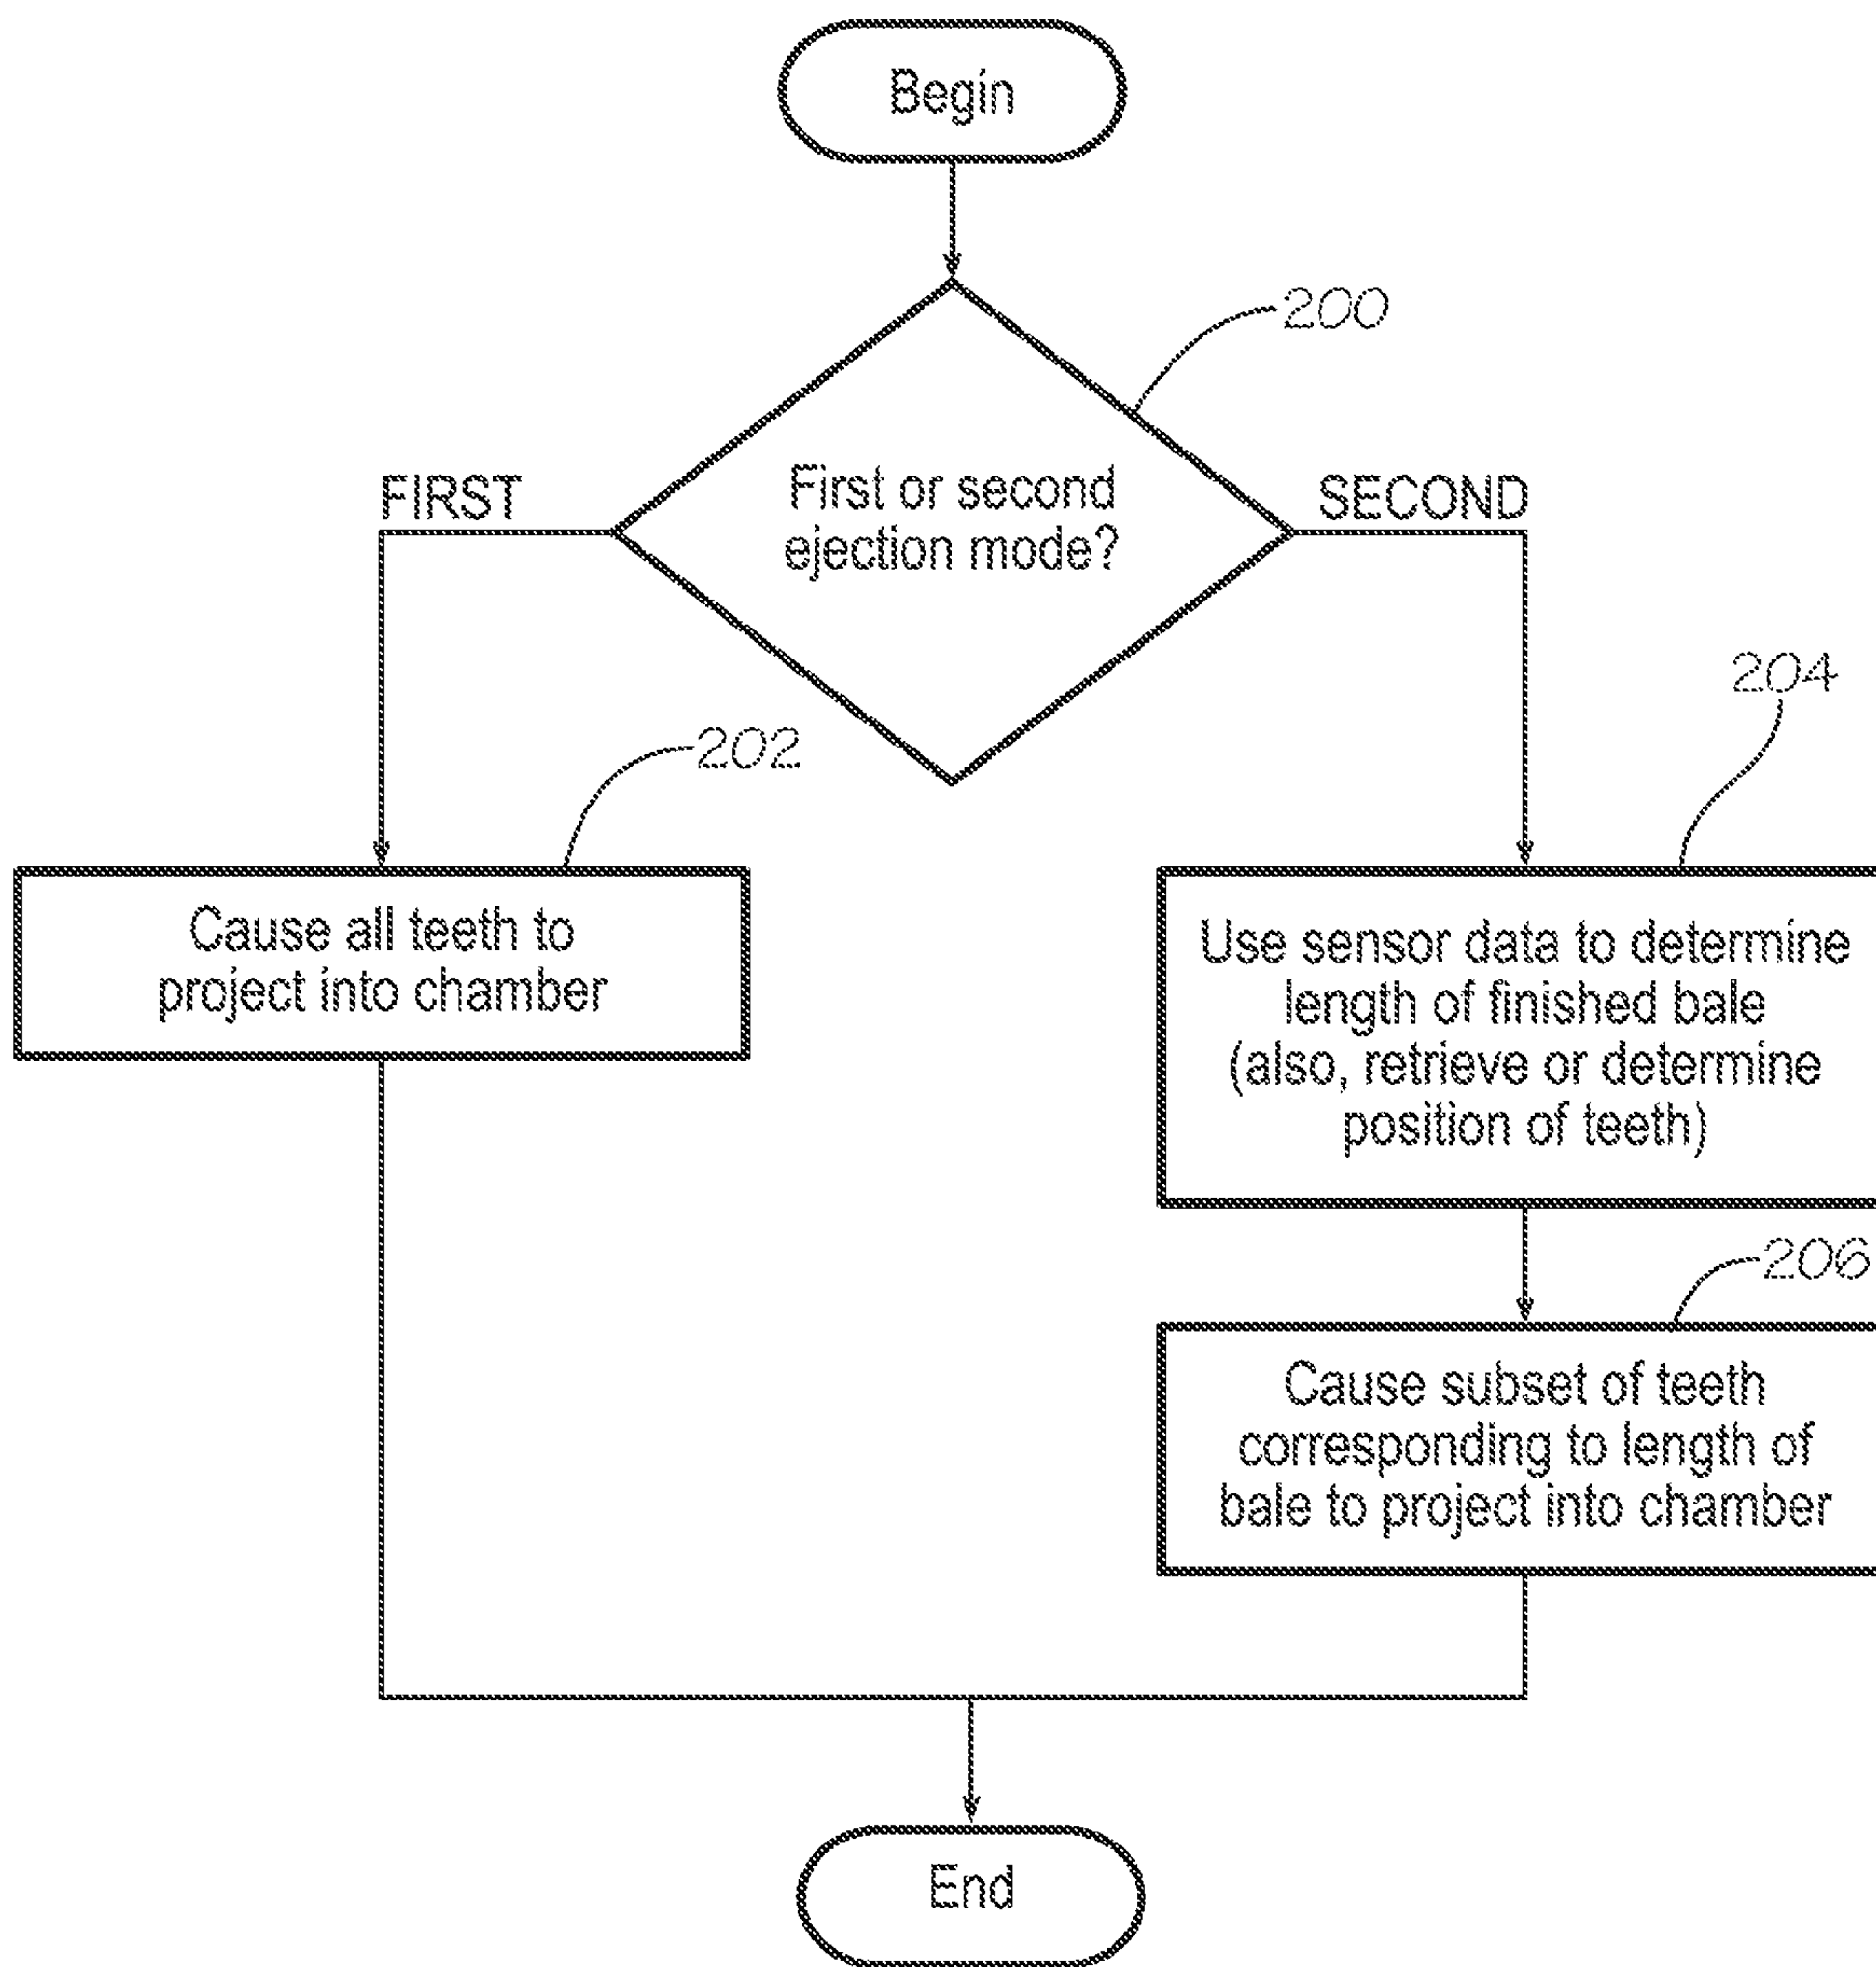 Begin
200
First or second
ejection mode?
FIRST
SECOND
202
204
Cause all teeth to
project into chamber
Use sensor data to determine
length of finished bale
(also, retrieve or determine
position of teeth)
206
Cause subset of teeth
corresponding to length of
bale to project into chamber
End